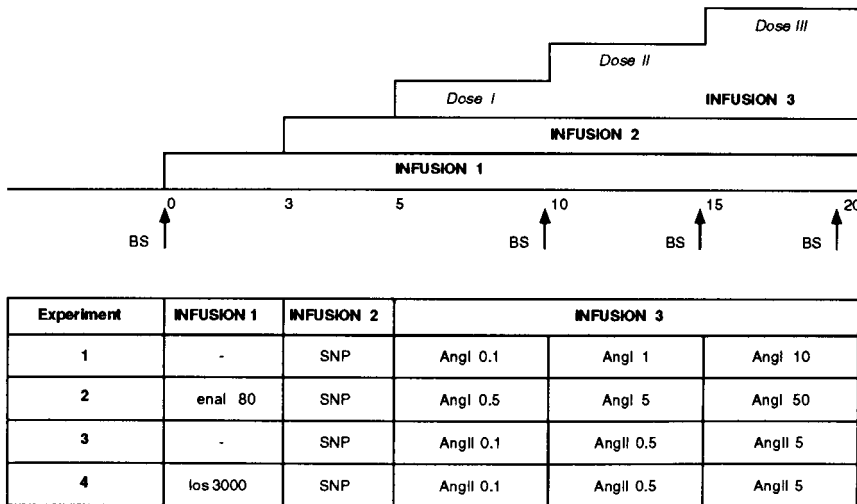 Dose III
Dose II
Dose I INFUSION 3
INFUSION 2
INFUSION 1
0 3 5 10 15 20
BS BS BS BS
Experiment INFUSION 1 INFUSION 2 INFUSION 3
1 - SNP AngI 0.1 AngI 1 AngI 10
2 enal 80 SNP AngI 0.5 AngI 5 AngI 50
3 - SNP AngII 0.1 AngII 0.5 AngII 5
4 los 3000 SNP AngII 0.1 AngII 0.5 AngII 5